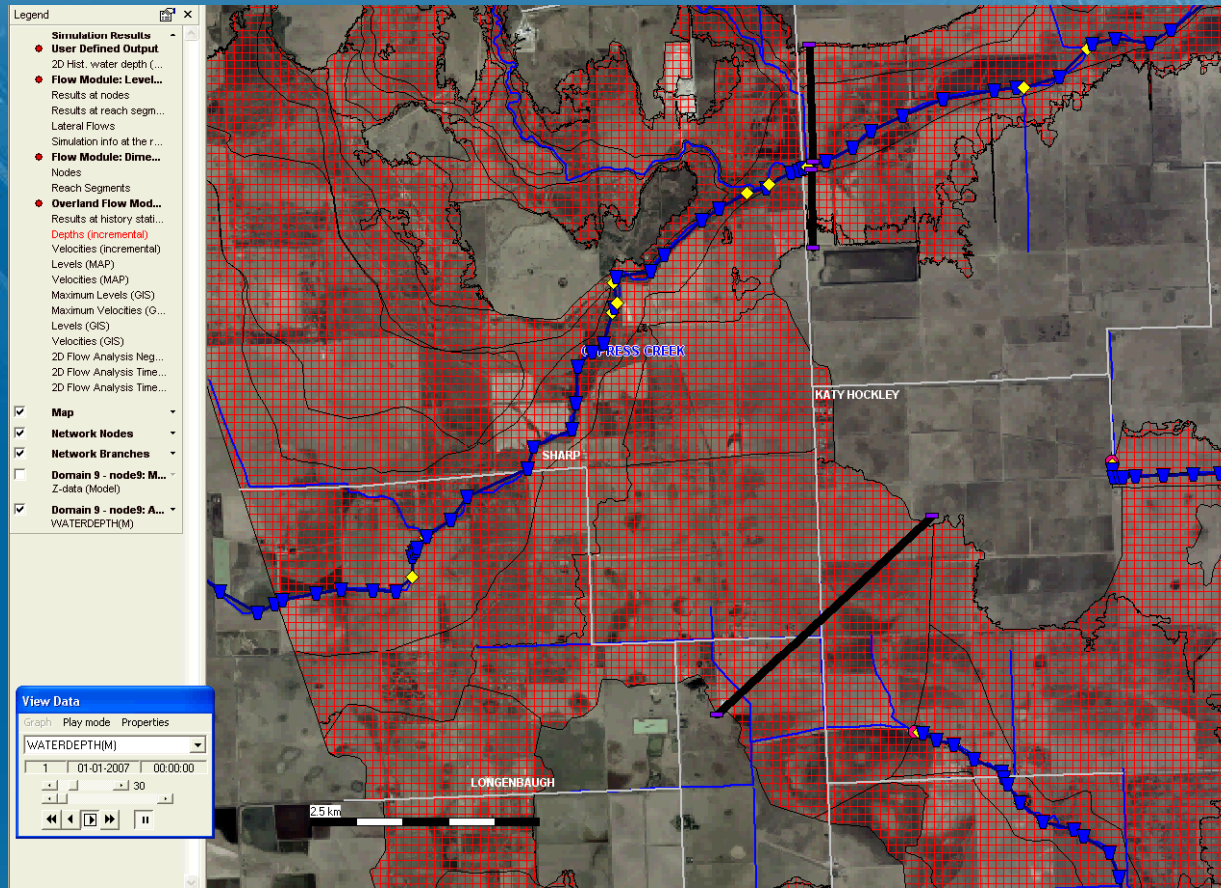 Legend
Simulation Results
User Defined Output
2D Hist. water depth (...
Flow Module: Level...
Results at nodes
Results at reach segm...
Lateral Flows
Simulation info at the r...
Flow Module: Dime...
Nodes
Reach Segments
Overland Flow Mod...
Results at history stati...
Depths (incremental)
Velocities (incremental)
Levels (MAP)
Velocities (MAP)
Maximum Levels (GIS)
Maximum Velocities (G...
Levels (GIS)
Velocities (GIS)
2D Flow Analysis Neg...
2D Flow Analysis Time...
2D Flow Analysis Time...
Map
Network Nodes
Network Branches
Domain 9 - node9: M...
Z-data (Model)
Domain 9 - node9: A...
WATERDEPTH(M)
View Data
Graph Play mode Properties
WATERDEPTH(M)
1 01-01-2007 00:00:00
30
CYPRESS CREEK
KATY HOCKLEY
SHARP
LONGENBAUGH
2.5 km